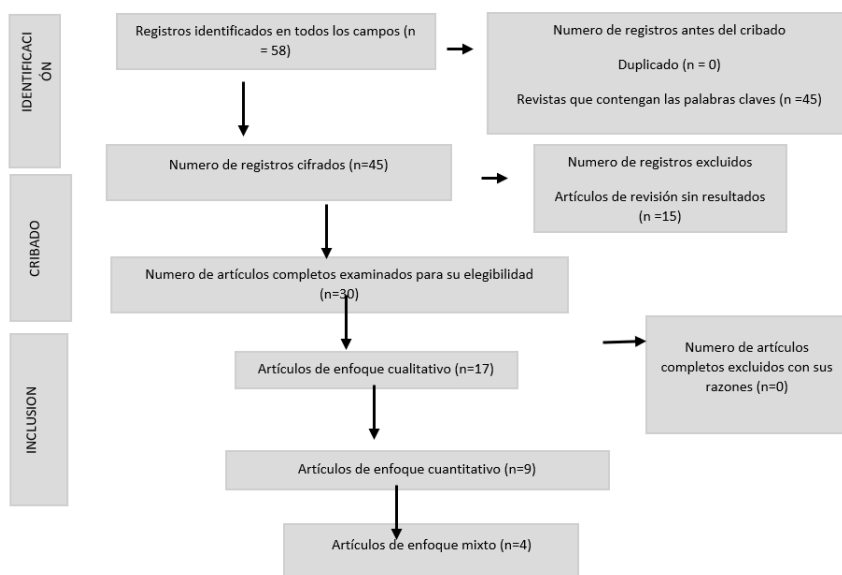 IDENTIFICACI
ÓN
Registros identificados en todos los campos (n
= 58)
Numero de registros antes del cribado
Duplicado (n = 0)
Revistas que contengan las palabras claves (n =45)
Numero de registros cifrados (n=45)
Numero de registros excluidos
Artículos de revisión sin resultados
(n =15)
CRIBADO
Numero de artículos completos examinados para su elegibilidad
(n=30)
INCLUSION
Artículos de enfoque cualitativo (n=17)
Numero de artículos
completos excluidos con sus
razones (n=0)
Artículos de enfoque cuantitativo (n=9)
Artículos de enfoque mixto (n=4)